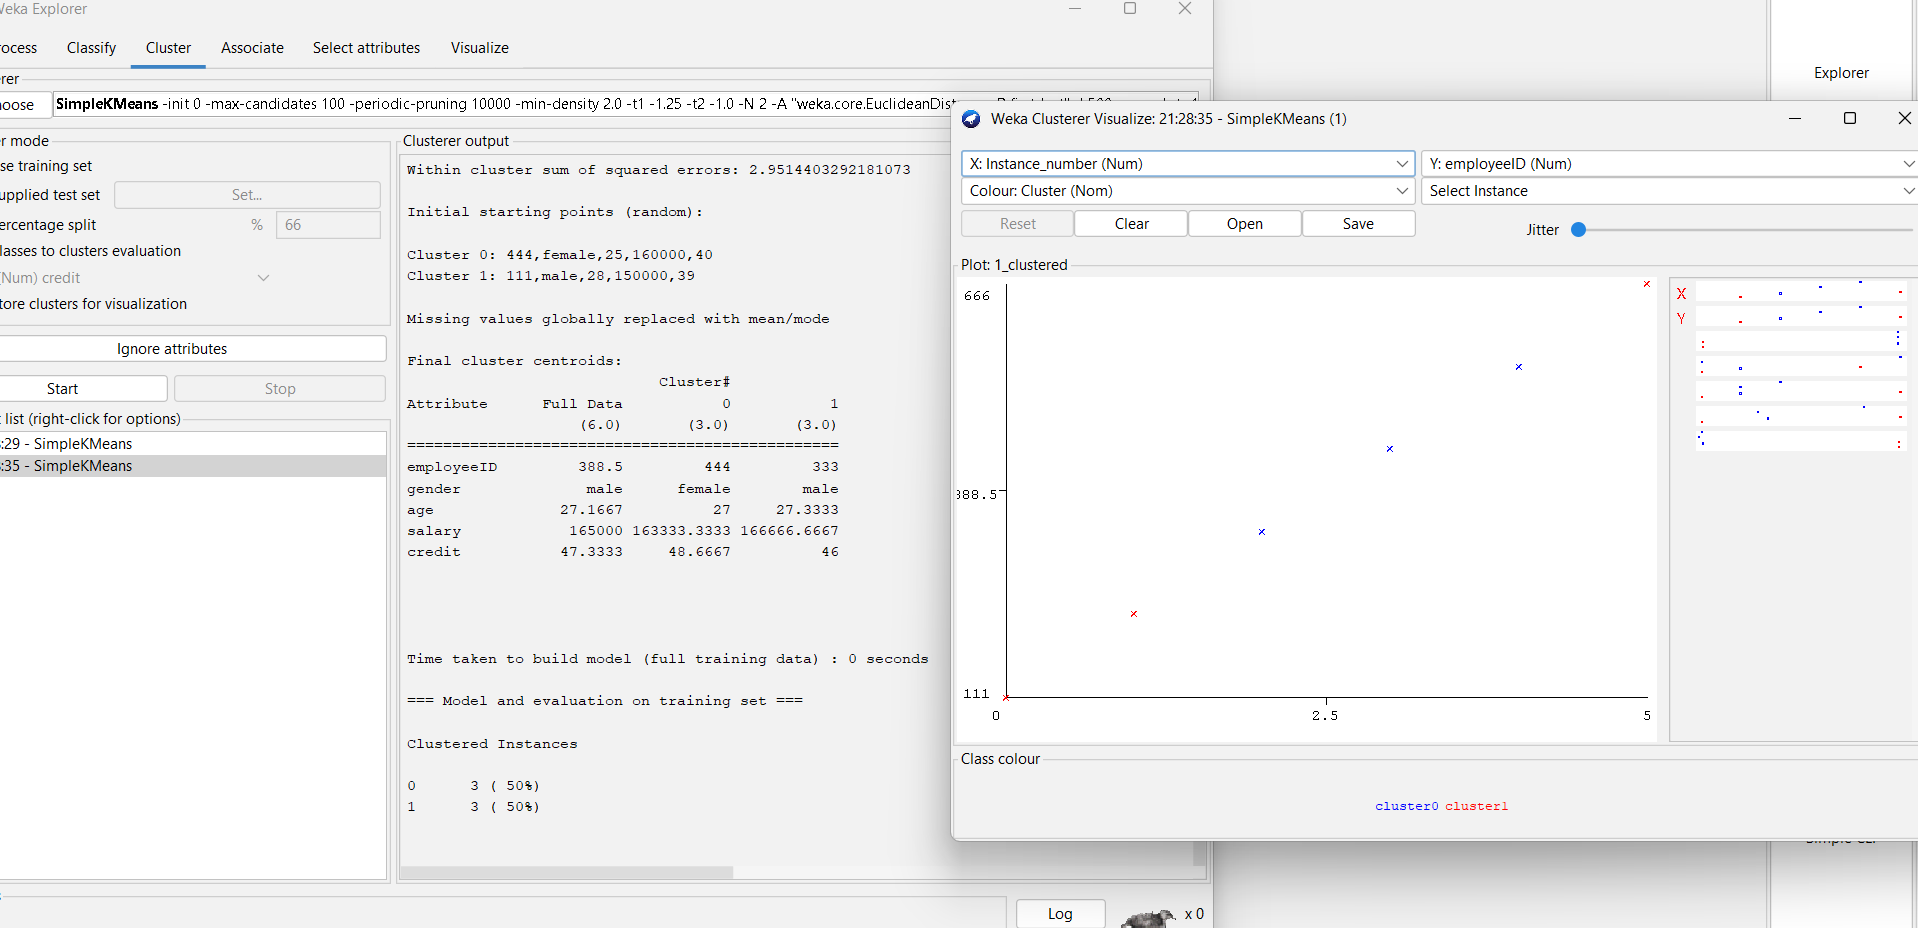 Weka Explorer
ocess Classify Cluster Associate Select attributes Visualize
erer
oose SimpleKMeans -init 0 -max-candidates 100 -periodic-pruning 10000 -min-density 2.0 -t1 -1.25 -t2 -1.0 -N 2 -A "weka.core.EuclideanDist
er mode
se training set
upplied test set Set...
ercentage split % 66
lasses to clusters evaluation
(Num) credit
tore clusters for visualization
Ignore attributes
Start Stop
t list (right-click for options)
:29 - SimpleKMeans
:35 - SimpleKMeans
Clusterer output
Within cluster sum of squared errors: 2.9514403292181073
Initial starting points (random):
Cluster 0: 444,female,25,160000,40
Cluster 1: 111,male,28,150000,39
Missing values globally replaced with mean/mode
Final cluster centroids:
Cluster#
Attribute Full Data 0 1
(6.0) (3.0) (3.0)
================================================
employeeID 388.5 444 333
gender male female male
age 27.1667 27 27.3333
salary 165000 163333.3333 166666.6667
credit 47.3333 48.6667 46
Time taken to build model (full training data) : 0 seconds
=== Model and evaluation on training set ===
Clustered Instances
0 3 ( 50%)
1 3 ( 50%)
Log x 0
Weka Clusterer Visualize: 21:28:35 - SimpleKMeans (1)
X: Instance_number (Num) Y: employeeID (Num)
Colour: Cluster (Nom) Select Instance
Reset Clear Open Save Jitter
Plot: 1_clustered
666
388.5
111
0 2.5 5
X
Y
Class colour
cluster0 cluster1
Explorer